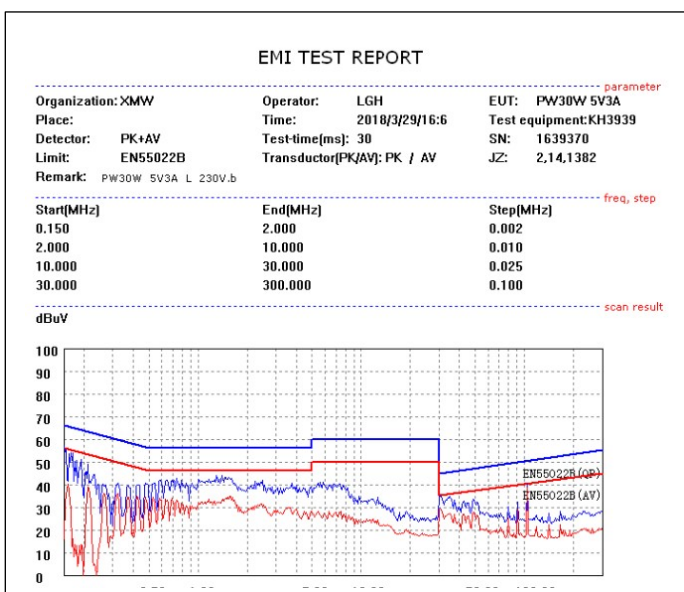 EMI TEST REPORT
parameter
Organization: XMW Operator: LGH EUT: PW30W 5V3A
Place: Time: 2018/3/29/16:6 Test equipment:KH3939
Detector: PK+AV Test-time(ms): 30 SN: 1639370
Limit: EN55022B Transductor(PK/AV): PK / AV JZ: 2,14,1382
Remark: PW30W 5V3A L 230V.b
freq, step
Start(MHz) End(MHz) Step(MHz)
0.150 2.000 0.002
2.000 10.000 0.010
10.000 30.000 0.025
30.000 300.000 0.100
scan result
dBuV
100
90
80
70
60
50
EN55022B(QP)
40
EN55022B(AV)
30
20
10
0